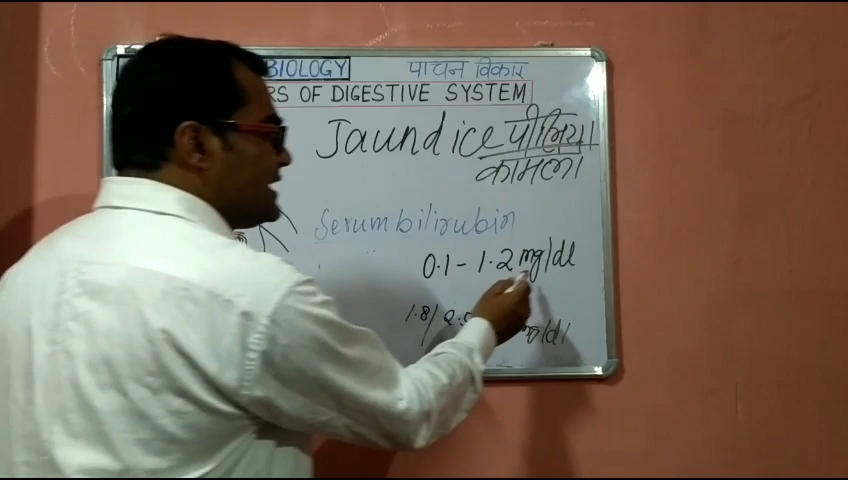 BIOLOGY पाचन विकार
RS OF DIGESTIVE SYSTEM
Jaundice पीलिया
कामला
Serum bilirubin
0.1 - 1.2 mg/dl
1.8/ mg/dl